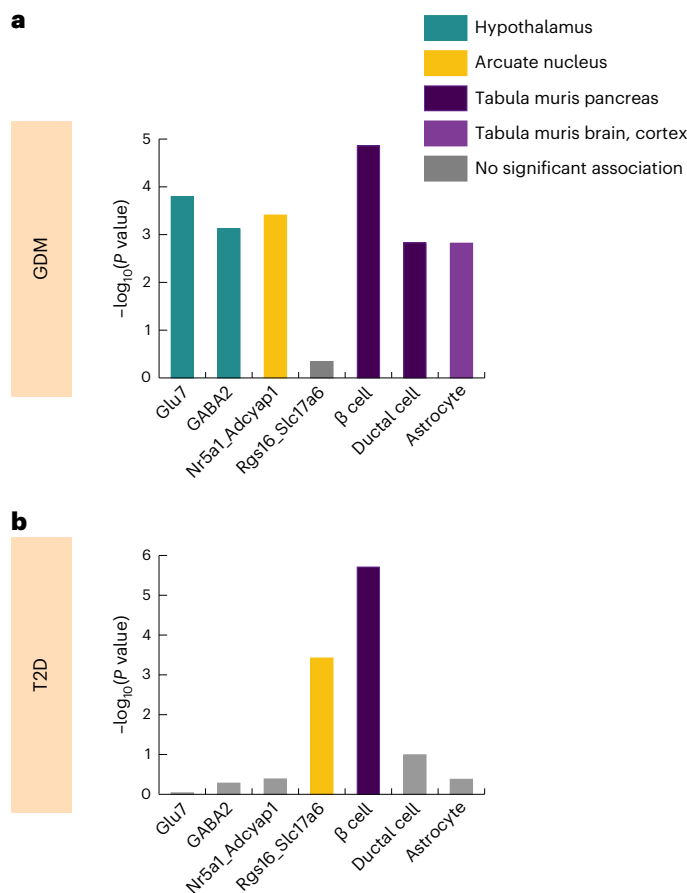 a
Hypothalamus
Arcuate nucleus
Tabula muris pancreas
Tabula muris brain, cortex
No significant association
GDM
–log10(P value)
5
4
3
2
1
0
Glu7
GABA2
Nr5a1_Adcyap1
Rgs16_Slc17a6
β cell
Ductal cell
Astrocyte
b
T2D
–log10(P value)
6
5
4
3
2
1
0
Glu7
GABA2
Nr5a1_Adcyap1
Rgs16_Slc17a6
β cell
Ductal cell
Astrocyte